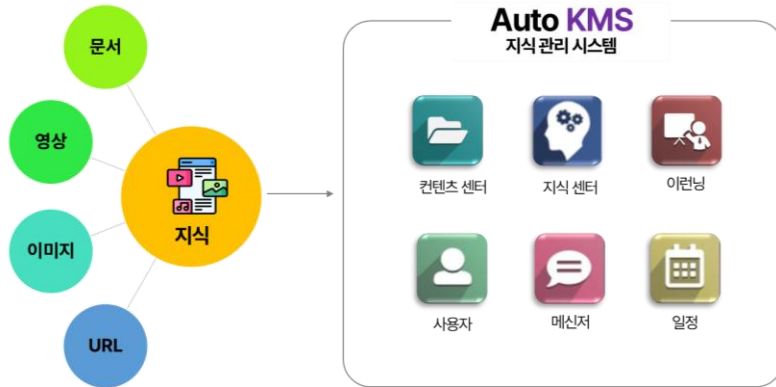 문서
영상
이미지
URL
지식
Auto KMS
지식 관리 시스템
컨텐츠 센터
지식 센터
이런닝
사용자
메신저
일정